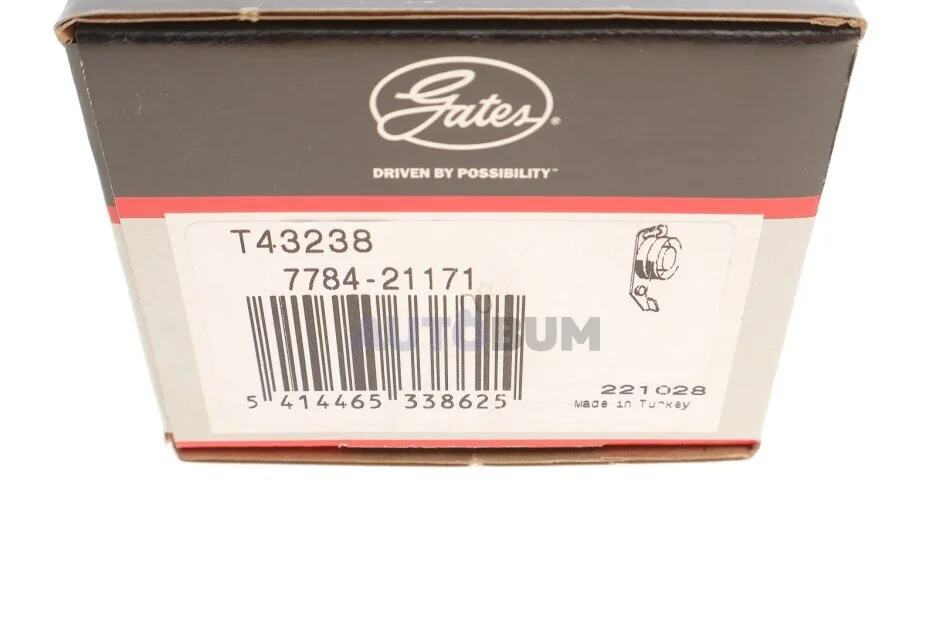 Gates®
DRIVEN BY POSSIBILITY™
T43238
7784-21171
AUTOBUM
5 414465 338625
221028
Made in Turkey